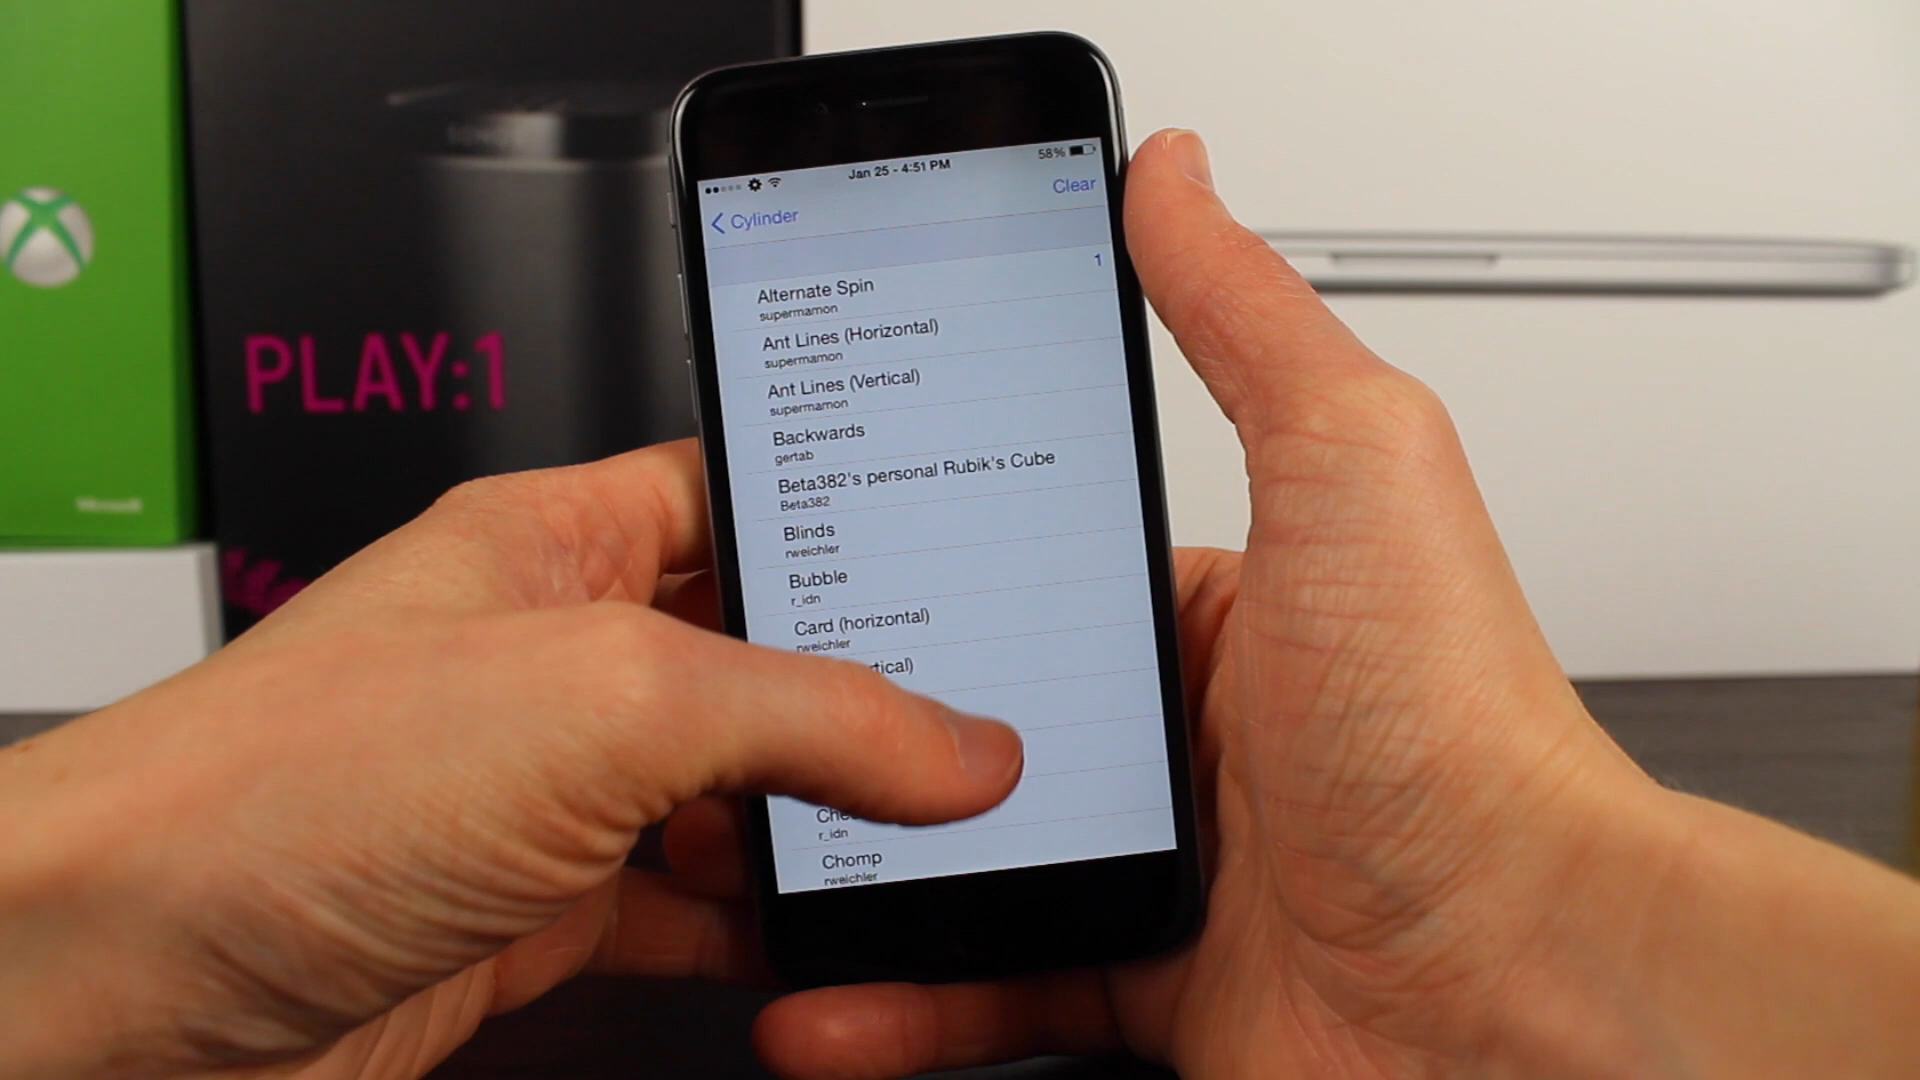 Jan 25 - 4:51 PM
58%
Cylinder
Clear
Alternate Spin
1
supermamon
Ant Lines (Horizontal)
supermamon
Ant Lines (Vertical)
supermamon
Backwards
gertab
Beta382's personal Rubik's Cube
Beta382
Blinds
rweichler
Bubble
r_idn
Card (horizontal)
rweichler
r_idn
Chomp
rweichler
PLAY:1
Microsoft